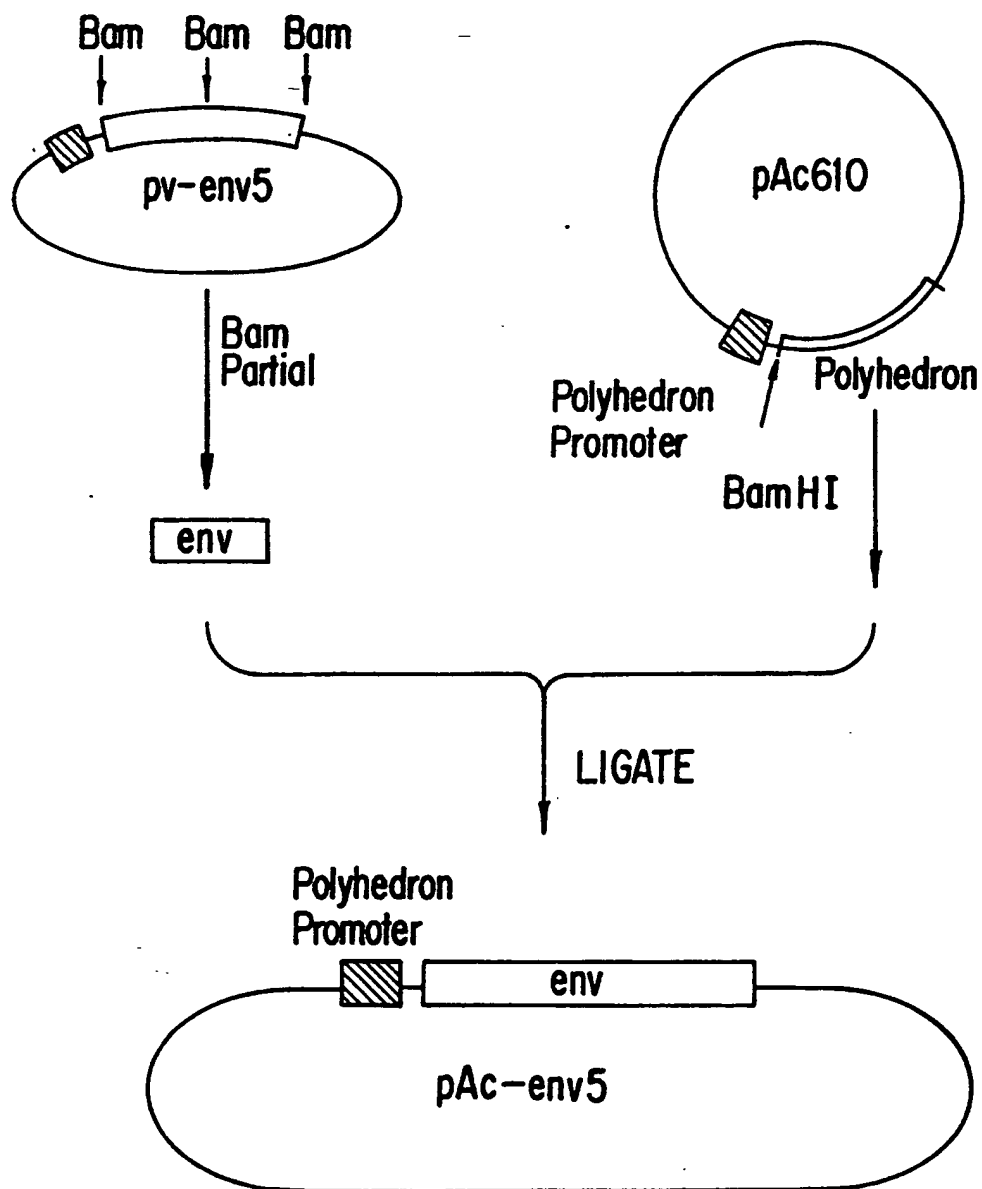 Bam Bam Bam
pv-env5
pAc610
Bam
Partial
Polyhedron
Polyhedron
Promoter
BamHI
env
LIGATE
Polyhedron
Promoter
env
pAc-env5